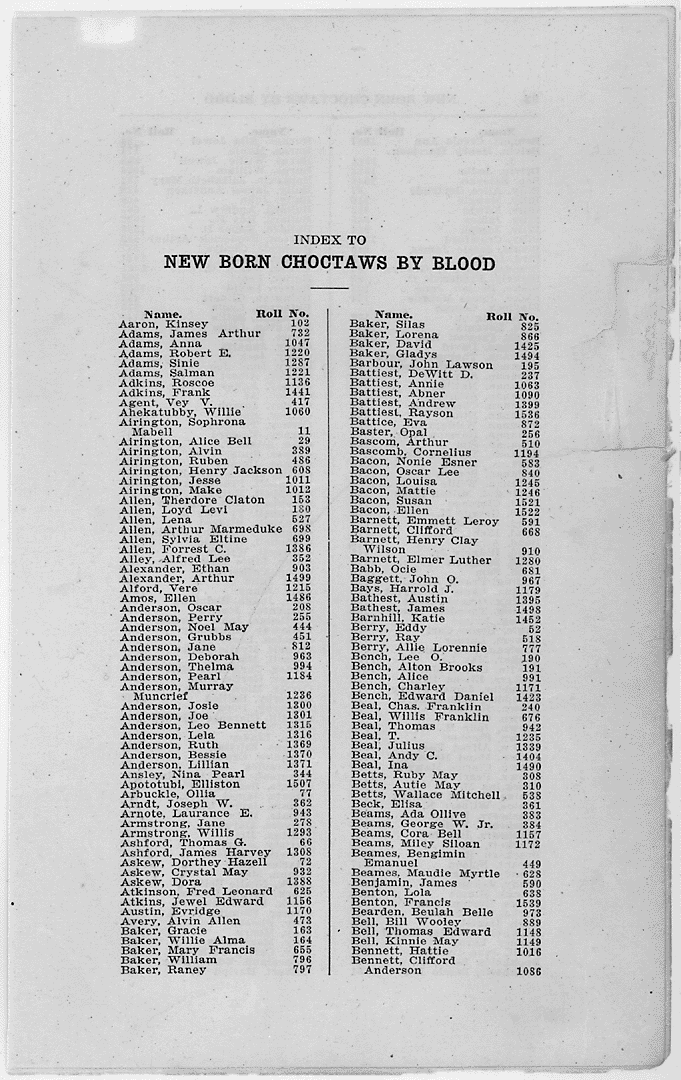 INDEX TO
NEW BORN CHOCTAWS BY BLOOD
Name. Roll No.
Aaron, Kinsey 102
Adams, James Arthur 732
Adams, Anna 1047
Adams, Robert E. 1220
Adams, Sinie 1287
Adams, Salman 1221
Adkins, Roscoe 1136
Adkins, Frank 1441
Agent, Vey V. 417
Ahekatubby, Willie 1060
Airington, Sophrona
Mabell 11
Airington, Alice Bell 29
Airington, Alvin 389
Airington, Ruben 486
Airington, Henry Jackson 608
Airington, Jesse 1011
Airington, Make 1012
Allen, Therdore Claton 153
Allen, Loyd Levi 180
Allen, Lena 527
Allen, Arthur Marmeduke 698
Allen, Sylvia Eltine 699
Allen, Forrest C. 1386
Alley, Alfred Lee 352
Alexander, Ethan 903
Alexander, Arthur 1499
Alford, Vere 1215
Amos, Ellen 1486
Anderson, Oscar 208
Anderson, Perry 255
Anderson, Noel May 444
Anderson, Grubbs 451
Anderson, Jane 812
Anderson, Deborah 963
Anderson, Thelma 994
Anderson, Pearl 1184
Anderson, Murray
Muncrief 1236
Anderson, Josie 1300
Anderson, Joe 1301
Anderson, Leo Bennett 1315
Anderson, Lela 1316
Anderson, Ruth 1369
Anderson, Bessie 1370
Anderson, Lillian 1371
Ansley, Nina Pearl 344
Apototubi, Elliston 1507
Arbuckle, Ollia 77
Arndt, Joseph W. 362
Arnote, Laurance E. 943
Armstrong, Jane 278
Armstrong, Willis 1293
Ashford, Thomas G. 66
Ashford, James Harvey 1308
Askew, Dorthey Hazell 72
Askew, Crystal May 932
Askew, Dora 1388
Atkinson, Fred Leonard 625
Atkins, Jewel Edward 1156
Austin, Evridge 1170
Avery, Alvin Allen 473
Baker, Gracie 163
Baker, Willie Alma 164
Baker, Mary Francis 655
Baker, William 796
Baker, Raney 797
Name. Roll No.
Baker, Silas 825
Baker, Lorena 866
Baker, David 1425
Baker, Gladys 1494
Barbour, John Lawson 195
Battiest, DeWitt D. 237
Battiest, Annie 1063
Battiest, Abner 1090
Battiest, Andrew 1399
Battiest, Rayson 1536
Battice, Eva 872
Baster, Opal 256
Bascom, Arthur 510
Bascomb, Cornelius 1194
Bacon, Nonie Esner 583
Bacon, Oscar Lee 840
Bacon, Louisa 1245
Bacon, Mattie 1246
Bacon, Susan 1521
Bacon, Ellen 1522
Barnett, Emmett Leroy 591
Barnett, Clifford 668
Barnett, Henry Clay
Wilson 910
Barnett, Elmer Luther 1280
Babb, Ocie 681
Baggett, John O. 967
Bays, Harrold J. 1179
Bathest, Austin 1395
Bathest, James 1498
Barnhill, Katie 1452
Berry, Eddy 52
Berry, Ray 518
Berry, Allie Lorennie 777
Bench, Lee O. 190
Bench, Alton Brooks 191
Bench, Alice 991
Bench, Charley 1171
Bench, Edward Daniel 1423
Beal, Chas. Franklin 240
Beal, Willis Franklin 676
Beal, Thomas 942
Beal, T. 1235
Beal, Julius 1339
Beal, Andy C. 1404
Beal, Ina 1490
Betts, Ruby May 308
Betts, Autie May 310
Betts, Wallace Mitchell 538
Beck, Elisa 361
Beams, Ada Ollive 383
Beams, George W. Jr. 384
Beams, Cora Bell 1157
Beams, Miley Siloan 1172
Beames, Bengimin
Emanuel 449
Beames, Maudie Myrtle 628
Benjamin, James 590
Benton, Lola 638
Benton, Francis 1539
Bearden, Beulah Belle 973
Bell, Bill Wooley 889
Bell, Thomas Edward 1148
Bell, Kinnie May 1149
Bennett, Hattie 1016
Bennett, Clifford
Anderson 1086